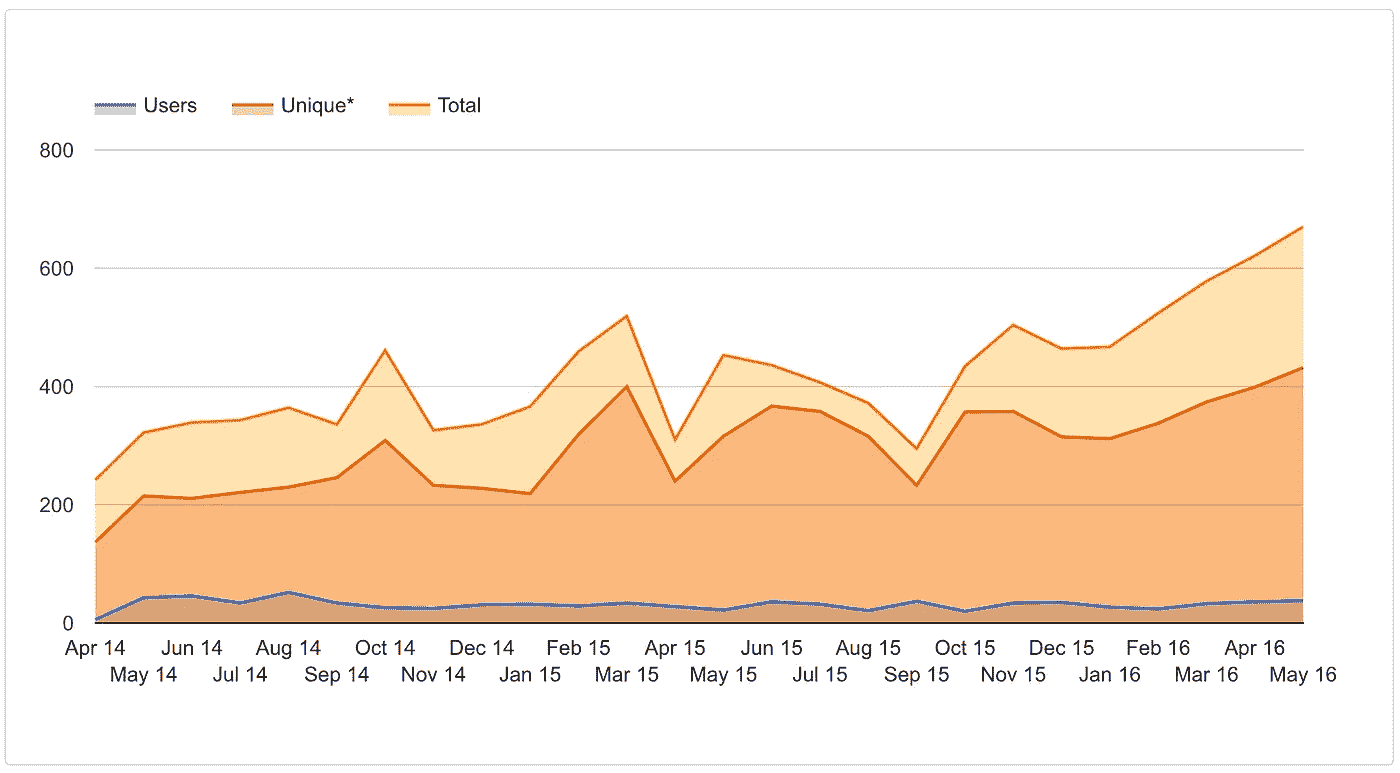 Users Unique* Total
800
600
400
200
0
Apr 14 Jun 14 Aug 14 Oct 14 Dec 14 Feb 15 Apr 15 Jun 15 Aug 15 Oct 15 Dec 15 Feb 16 Apr 16
May 14 Jul 14 Sep 14 Nov 14 Jan 15 Mar 15 May 15 Jul 15 Sep 15 Nov 15 Jan 16 Mar 16 May 16